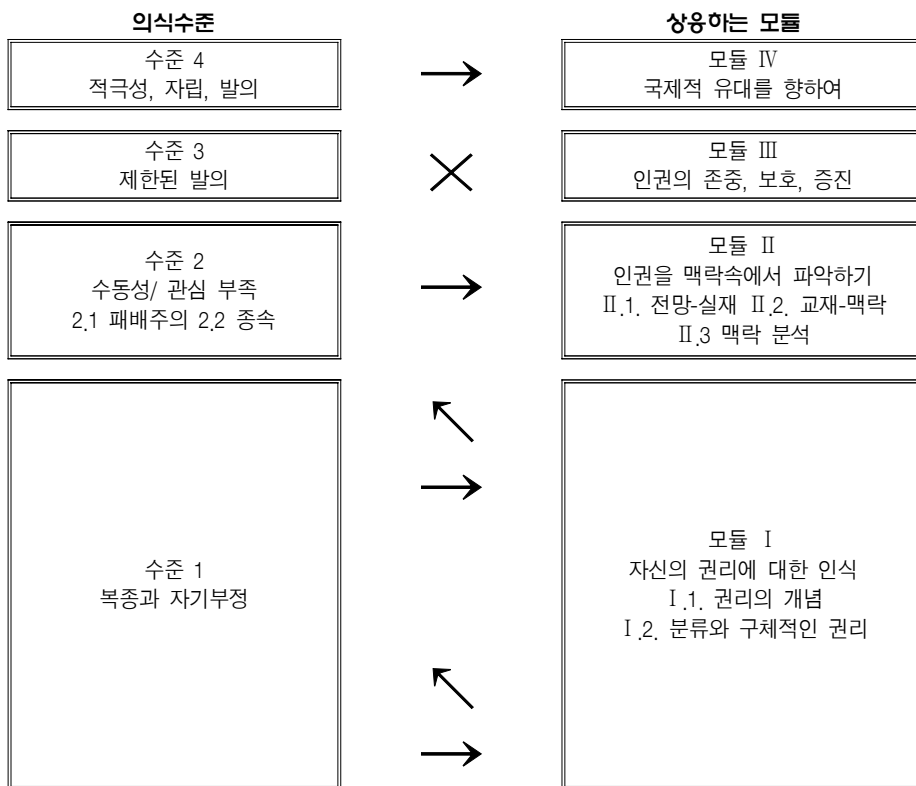 의식수준
상응하는 모듈
수준 4
적극성, 자립, 발의
모듈 Ⅳ
국제적 유대를 향하여
수준 3
제한된 발의
모듈 Ⅲ
인권의 존중, 보호, 증진
수준 2
수동성/ 관심 부족
2.1 패배주의 2.2 종속
모듈 Ⅱ
인권을 맥락속에서 파악하기
Ⅱ.1. 전망-실재 Ⅱ.2. 교재-맥락
Ⅱ.3 맥락 분석
수준 1
복종과 자기부정
모듈 Ⅰ
자신의 권리에 대한 인식
Ⅰ.1. 권리의 개념
Ⅰ.2. 분류와 구체적인 권리